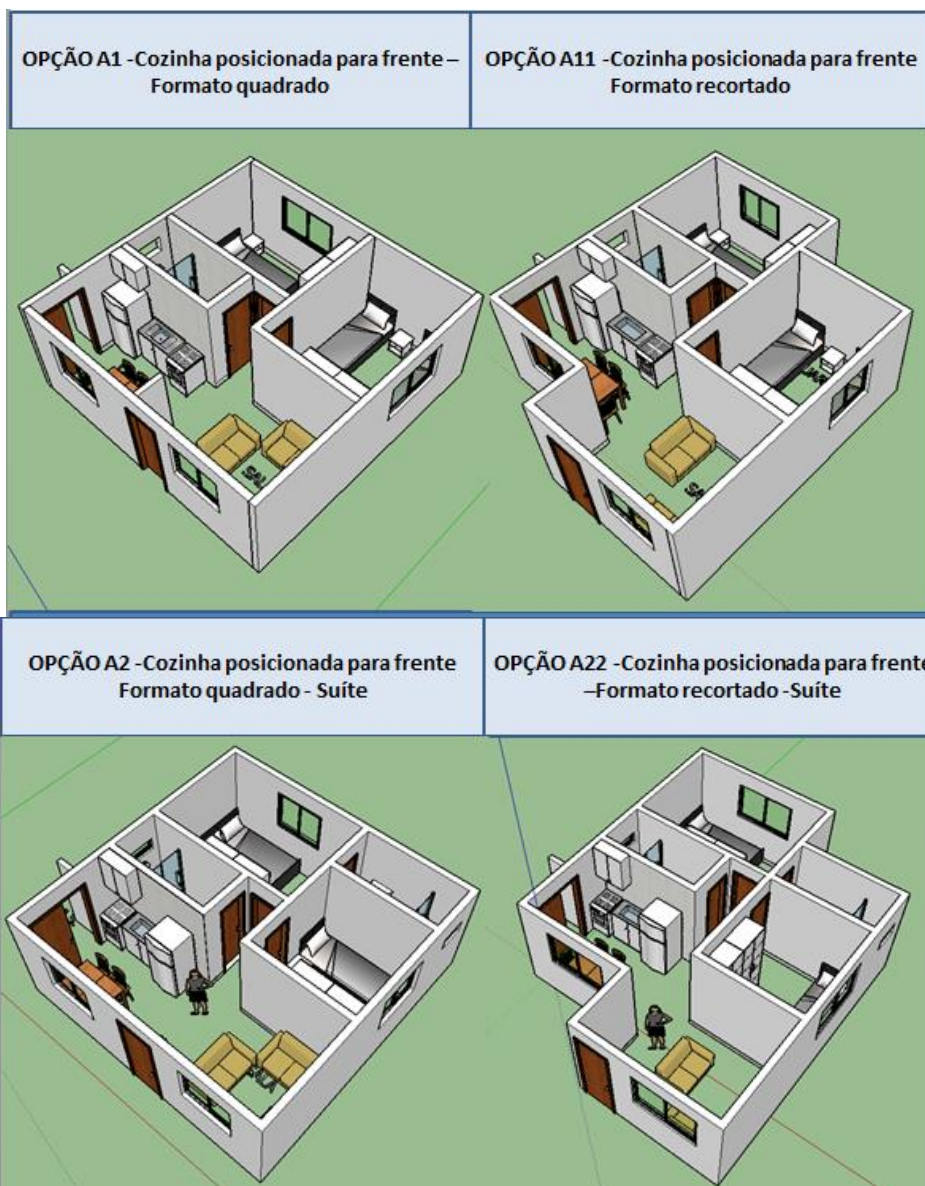 OPÇÃO A1 -Cozinha posicionada para frente –
Formato quadrado
OPÇÃO A11 -Cozinha posicionada para frente
Formato recortado
OPÇÃO A2 -Cozinha posicionada para frente
Formato quadrado - Suíte
OPÇÃO A22 -Cozinha posicionada para frente
–Formato recortado -Suíte
SALA